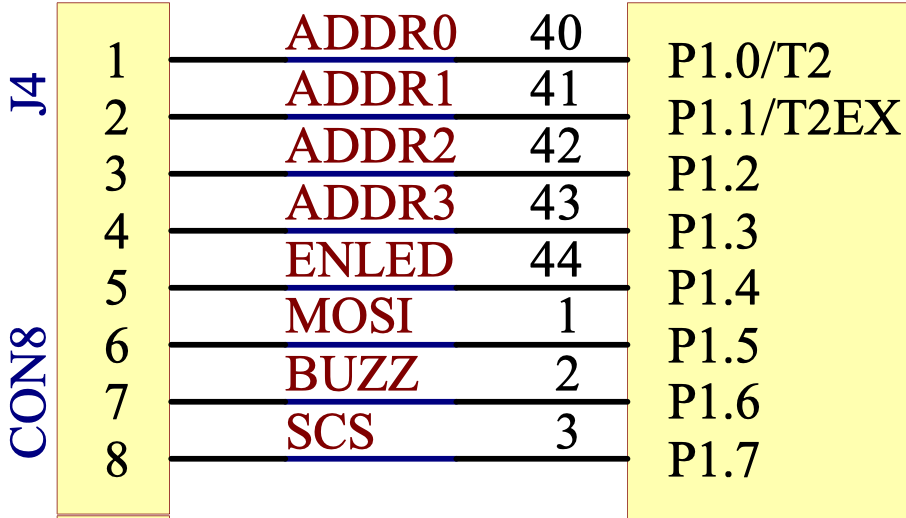 J4
CON8
1 ADDR0 40 P1.0/T2
2 ADDR1 41 P1.1/T2EX
3 ADDR2 42 P1.2
4 ADDR3 43 P1.3
5 ENLED 44 P1.4
6 MOSI 1 P1.5
7 BUZZ 2 P1.6
8 SCS 3 P1.7